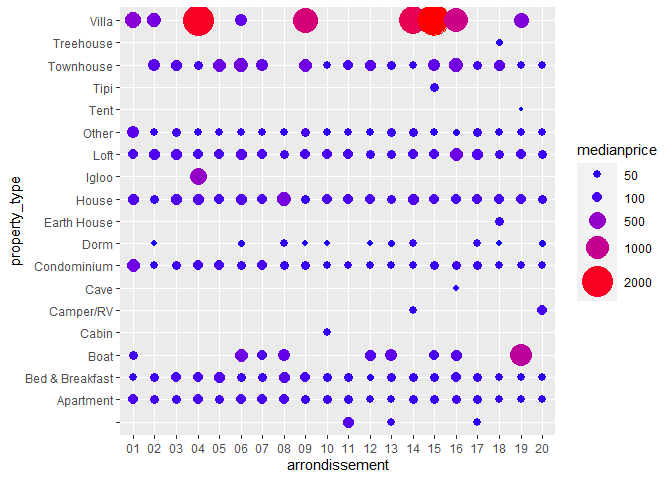 Villa
Treehouse
Townhouse
Tipi
Tent
Other
Loft
Igloo
House
Earth House
Dorm
Condominium
Cave
Camper/RV
Cabin
Boat
Bed & Breakfast
Apartment
property_type
01 02 03 04 05 06 07 08 09 10 11 12 13 14 15 16 17 18 19 20
arrondissement
medianprice
50
100
500
1000
2000